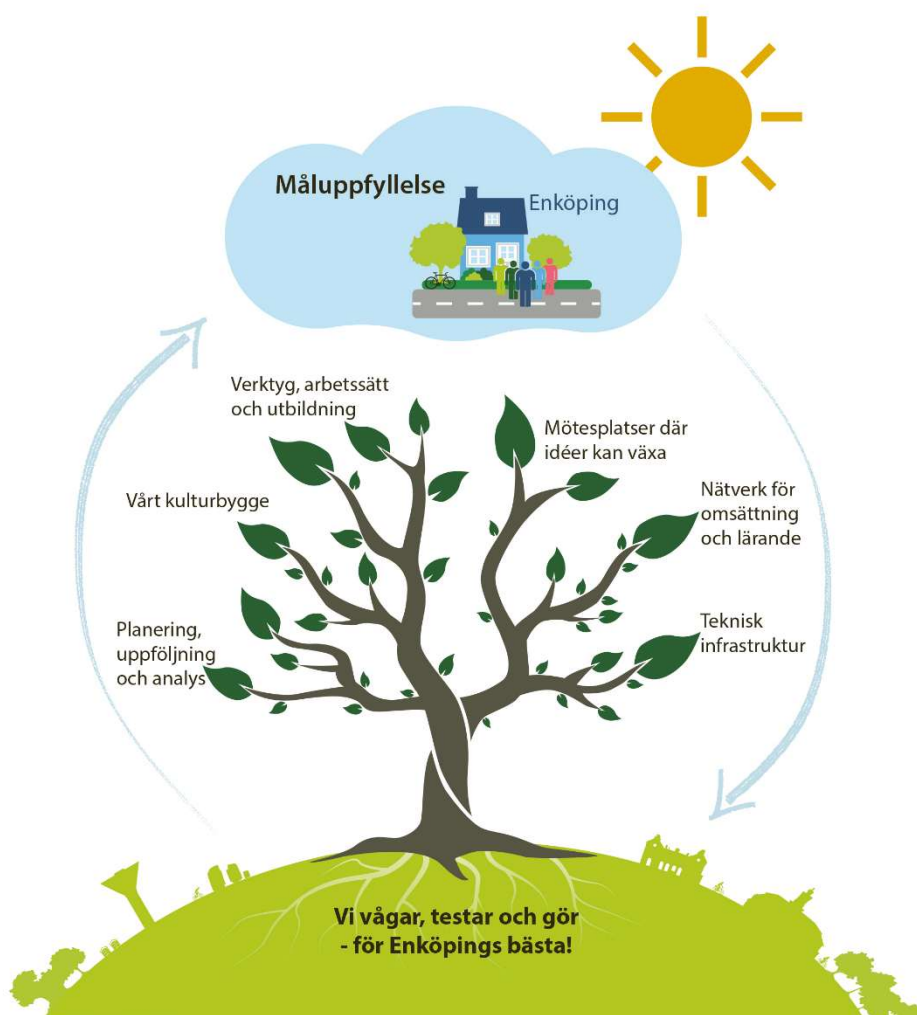 Måluppfyllelse
Enköping
Verktyg, arbetssätt
och utbildning
Mötesplatser där
idéer kan växa
Vårt kulturbygge
Nätverk för
omsättning
och lärande
Planering,
uppföljning
och analys
Teknisk
infrastruktur
Vi vågar, testar och gör
- för Enköpings bästa!